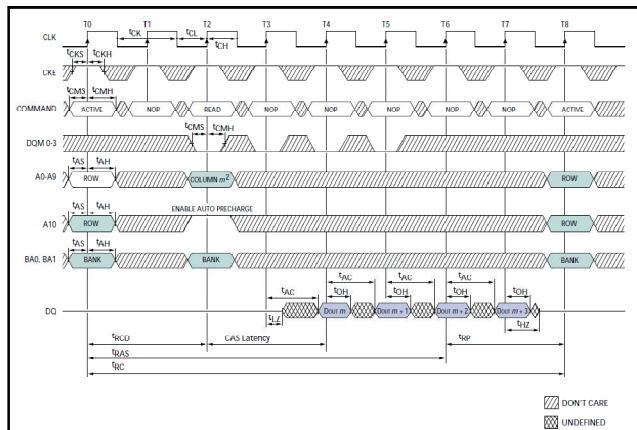 T0 T1 T2 T3 T4 T5 T6 T7 T8
CLK
tCK tCL tCH
tCKS tCKH
CKE
tCMS tCMH
COMMAND ACTIVE NOP READ NOP NOP NOP NOP NOP ACTIVE
tCMS tCMH
DQM 0-3
tAS tAH
A0-A9 ROW COLUMN m² ROW
ENABLE AUTO PRECHARGE
tAS tAH
A10 ROW ROW
tAS tAH
BA0, BA1 BANK BANK BANK
tAC tAC tAC tAC
tOH tOH tOH tOH
DQ Dout m Dout m + 1 Dout m + 2 Dout m + 3
tLZ tHZ
tRCD CAS Latency tRP
tRAS
tRC
DON'T CARE
UNDEFINED